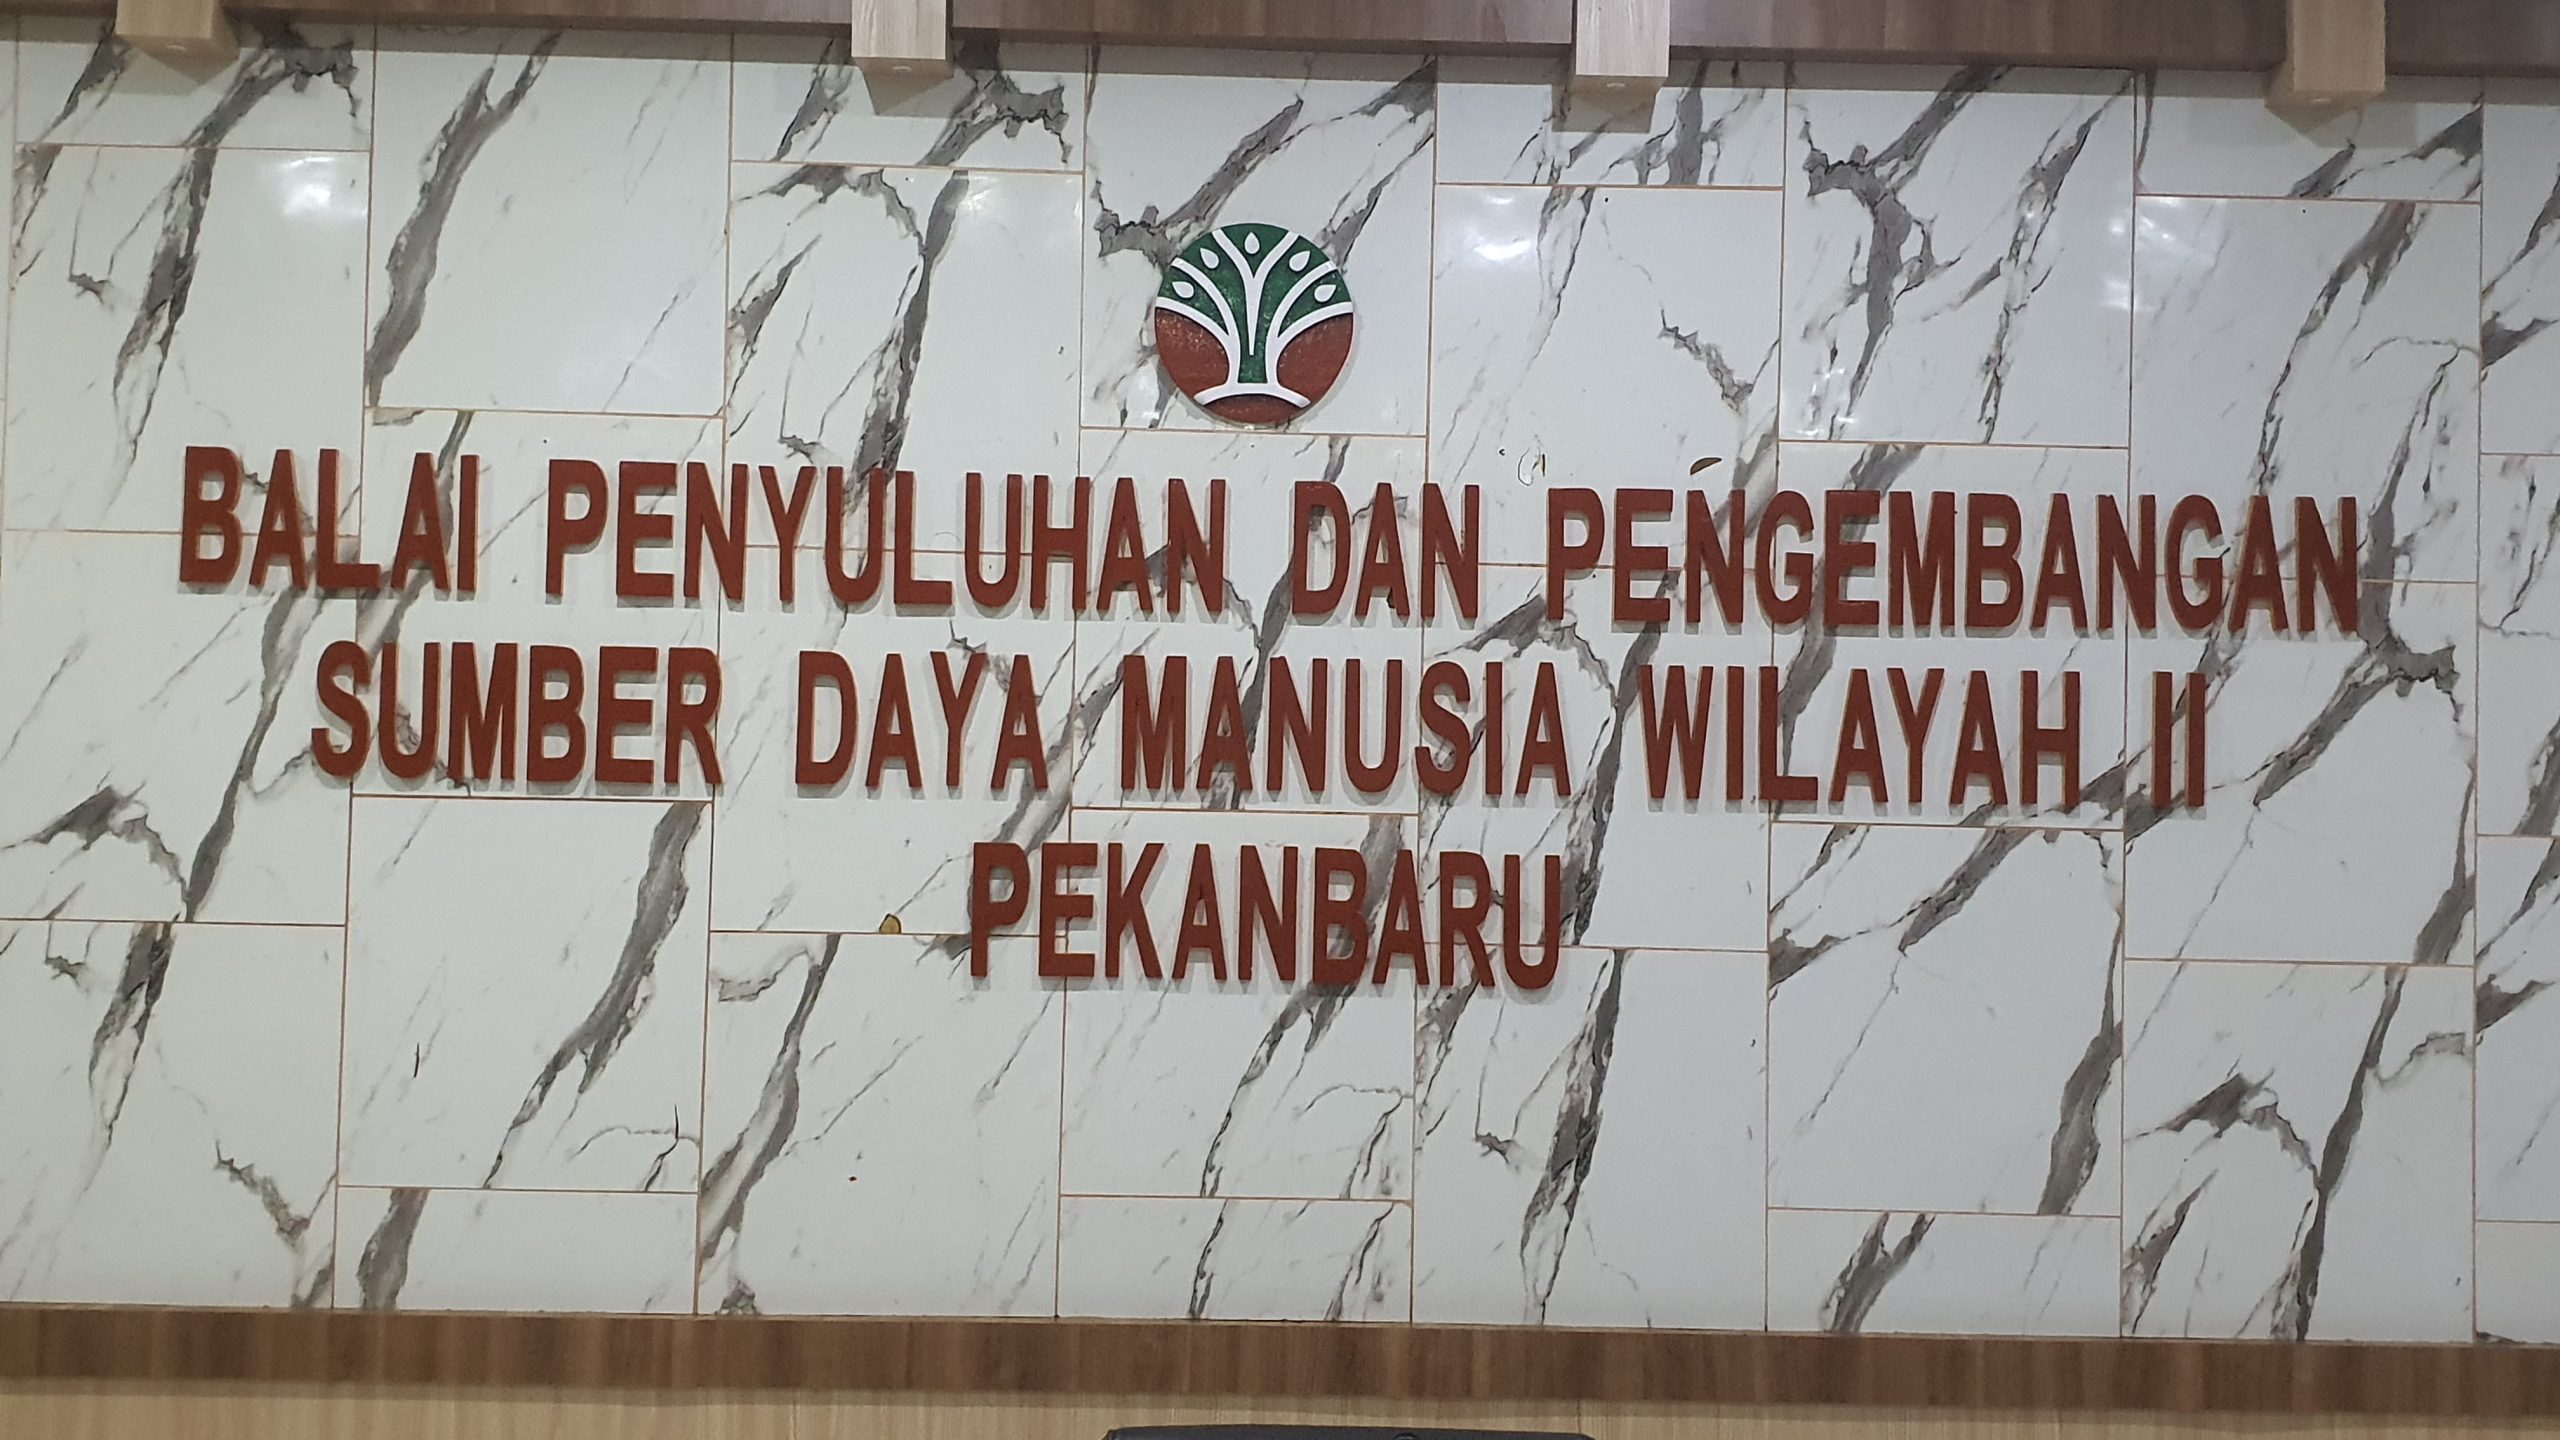 BALAI PENYULUHAN DAN PENGEMBANGAN
SUMBER DAYA MANUSIA WILAYAH II
PEKANBARU